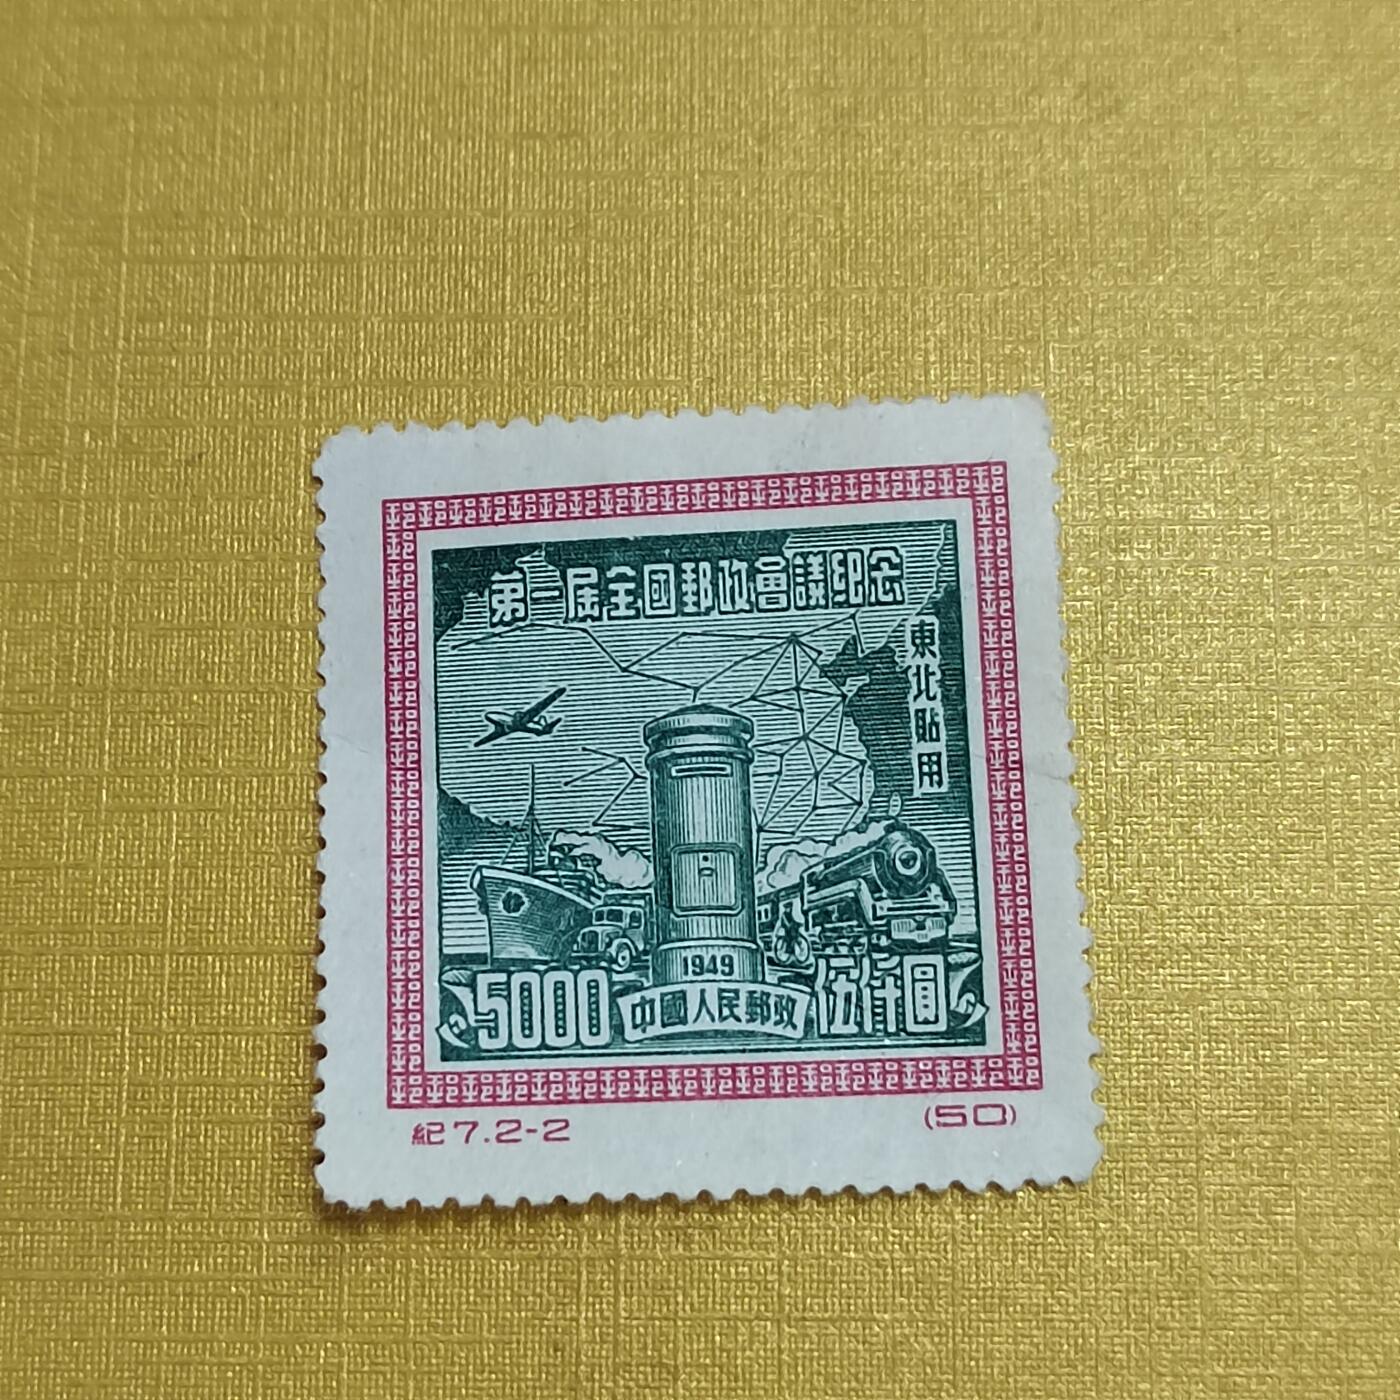 第一屆全國郵政會議紀念
東北貼用
1949
5000 中國人民郵政 伍仟圓
紀7.2-2 (50)